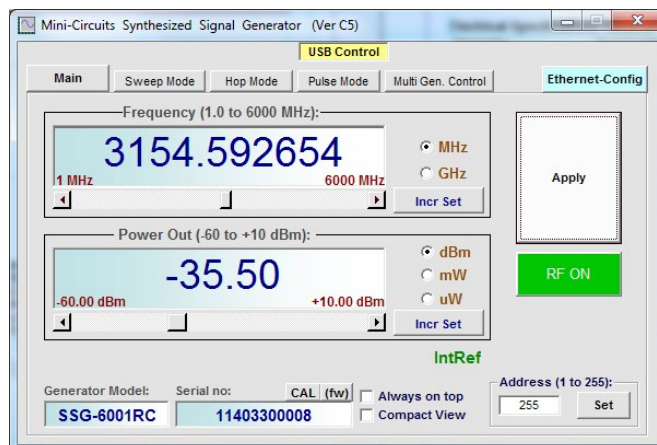 Mini-Circuits Synthesized Signal Generator (Ver C5)
USB Control
Main Sweep Mode Hop Mode Pulse Mode Multi Gen. Control Ethernet-Config
Frequency (1.0 to 6000 MHz):
3154.592654
1 MHz 6000 MHz
MHz
GHz
Incr Set
Apply
Power Out (-60 to +10 dBm):
-35.50
-60.00 dBm +10.00 dBm
dBm
mW
uW
Incr Set
RF ON
IntRef
Generator Model: Serial no: CAL (fw)
SSG-6001RC 11403300008
Always on top
Compact View
Address (1 to 255):
255 Set